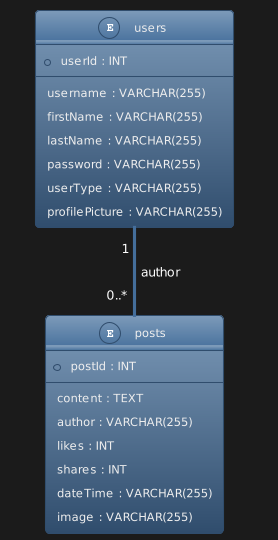 E users
userId : INT
username : VARCHAR(255)
firstName : VARCHAR(255)
lastName : VARCHAR(255)
password : VARCHAR(255)
userType : VARCHAR(255)
profilePicture : VARCHAR(255)
1
author
0..*
E posts
postId : INT
content : TEXT
author : VARCHAR(255)
likes : INT
shares : INT
dateTime : VARCHAR(255)
image : VARCHAR(255)